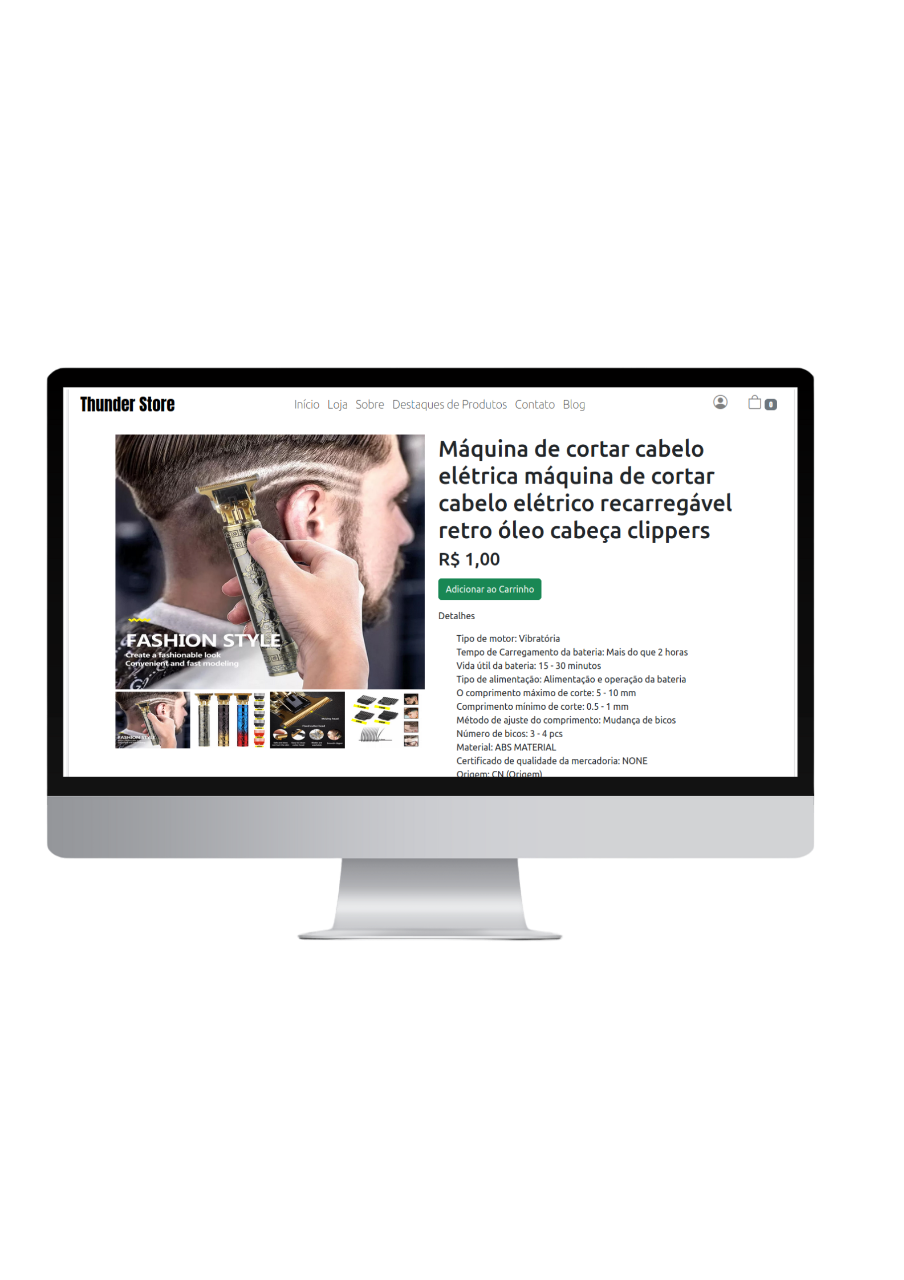 Thunder Store
Início Loja Sobre Destaques de Produtos Contato Blog
0
Máquina de cortar cabelo
elétrica máquina de cortar
cabelo elétrico recarregável
retro óleo cabeça clippers
R$ 1,00
Adicionar ao Carrinho
Detalhes
Tipo de motor: Vibratória
Tempo de Carregamento da bateria: Mais do que 2 horas
Vida útil da bateria: 15 - 30 minutos
Tipo de alimentação: Alimentação e operação da bateria
O comprimento máximo de corte: 5 - 10 mm
Comprimento mínimo de corte: 0.5 - 1 mm
Método de ajuste do comprimento: Mudança de bicos
Número de bicos: 3 - 4 pcs
Material: ABS MATERIAL
Certificado de qualidade da mercadoria: NONE
Origem: CN (Origem)
FASHION STYLE
Create a fashionable look
Convenient and fast modeling
FASHION STYLE